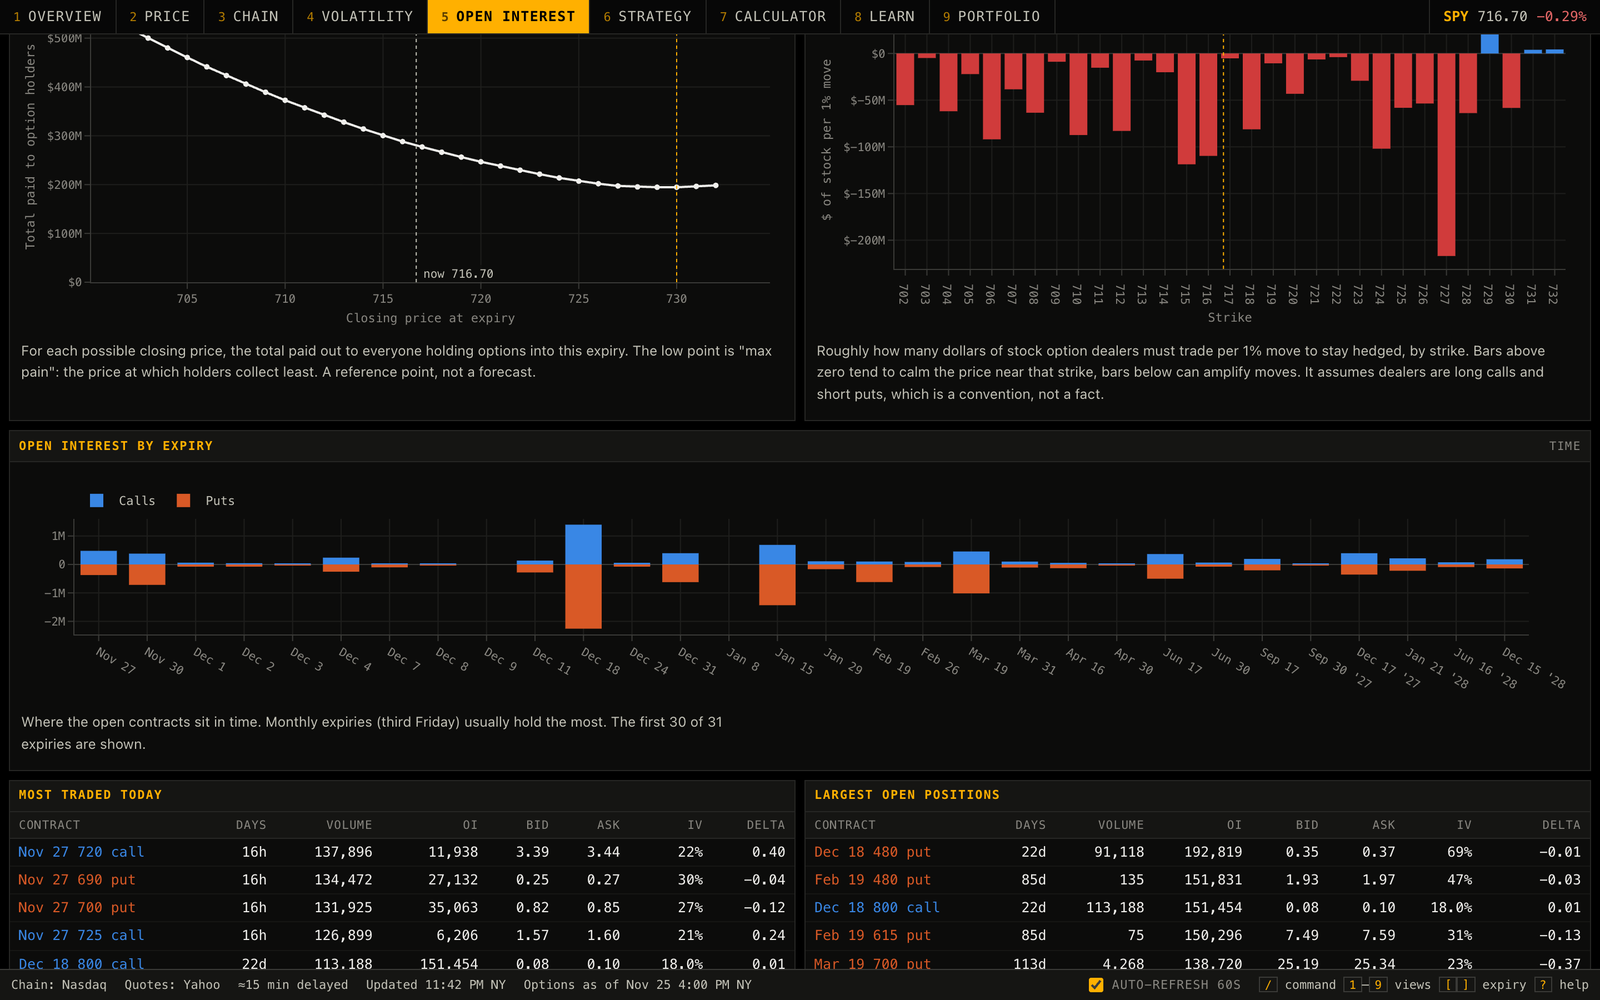 1 OVERVIEW 2 PRICE 3 CHAIN 4 VOLATILITY 5 OPEN INTEREST 6 STRATEGY 7 CALCULATOR 8 LEARN 9 PORTFOLIO SPY 716.70 −0.29%
Total paid to option holders
$500M
$400M
$300M
$200M
$100M
$0
now 716.70
705 710 715 720 725 730
Closing price at expiry
For each possible closing price, the total paid out to everyone holding options into this expiry. The low point is "max
pain": the price at which holders collect least. A reference point, not a forecast.
$ of stock per 1% move
$0
$−50M
$−100M
$−150M
$−200M
702 703 704 705 706 707 708 709 710 711 712 713 714 715 716 717 718 719 720 721 722 723 724 725 726 727 728 729 730 731 732
Strike
Roughly how many dollars of stock option dealers must trade per 1% move to stay hedged, by strike. Bars above
zero tend to calm the price near that strike, bars below can amplify moves. It assumes dealers are long calls and
short puts, which is a convention, not a fact.
OPEN INTEREST BY EXPIRY TIME
Calls Puts
1M
0
−1M
−2M
Nov 27 Nov 30 Dec 1 Dec 2 Dec 3 Dec 4 Dec 7 Dec 8 Dec 9 Dec 11 Dec 18 Dec 24 Dec 31 Jan 8 Jan 15 Jan 29 Feb 19 Feb 26 Mar 19 Mar 31 Apr 16 Apr 30 Jun 17 Jun 30 Sep 17 Sep 30 '27 Dec 17 '27 Jan 21 '28 Jun 16 '28 Dec 15 '28
Where the open contracts sit in time. Monthly expiries (third Friday) usually hold the most. The first 30 of 31
expiries are shown.
MOST TRADED TODAY
CONTRACT DAYS VOLUME OI BID ASK IV DELTA
Nov 27 720 call 16h 137,896 11,938 3.39 3.44 22% 0.40
Nov 27 690 put 16h 134,472 27,132 0.25 0.27 30% −0.04
Nov 27 700 put 16h 131,925 35,063 0.82 0.85 27% −0.12
Nov 27 725 call 16h 126,899 6,206 1.57 1.60 21% 0.24
Dec 18 800 call 22d 113,188 151,454 0.08 0.10 18.0% 0.01
LARGEST OPEN POSITIONS
CONTRACT DAYS VOLUME OI BID ASK IV DELTA
Dec 18 480 put 22d 91,118 192,819 0.35 0.37 69% −0.01
Feb 19 480 put 85d 135 151,831 1.93 1.97 47% −0.03
Dec 18 800 call 22d 113,188 151,454 0.08 0.10 18.0% 0.01
Feb 19 615 put 85d 75 150,296 7.49 7.59 31% −0.13
Mar 19 700 put 113d 4,268 138,720 25.19 25.34 23% −0.37
Chain: Nasdaq Quotes: Yahoo ≈15 min delayed Updated 11:42 PM NY Options as of Nov 25 4:00 PM NY AUTO-REFRESH 60S / command 1–9 views [ ] expiry ? help